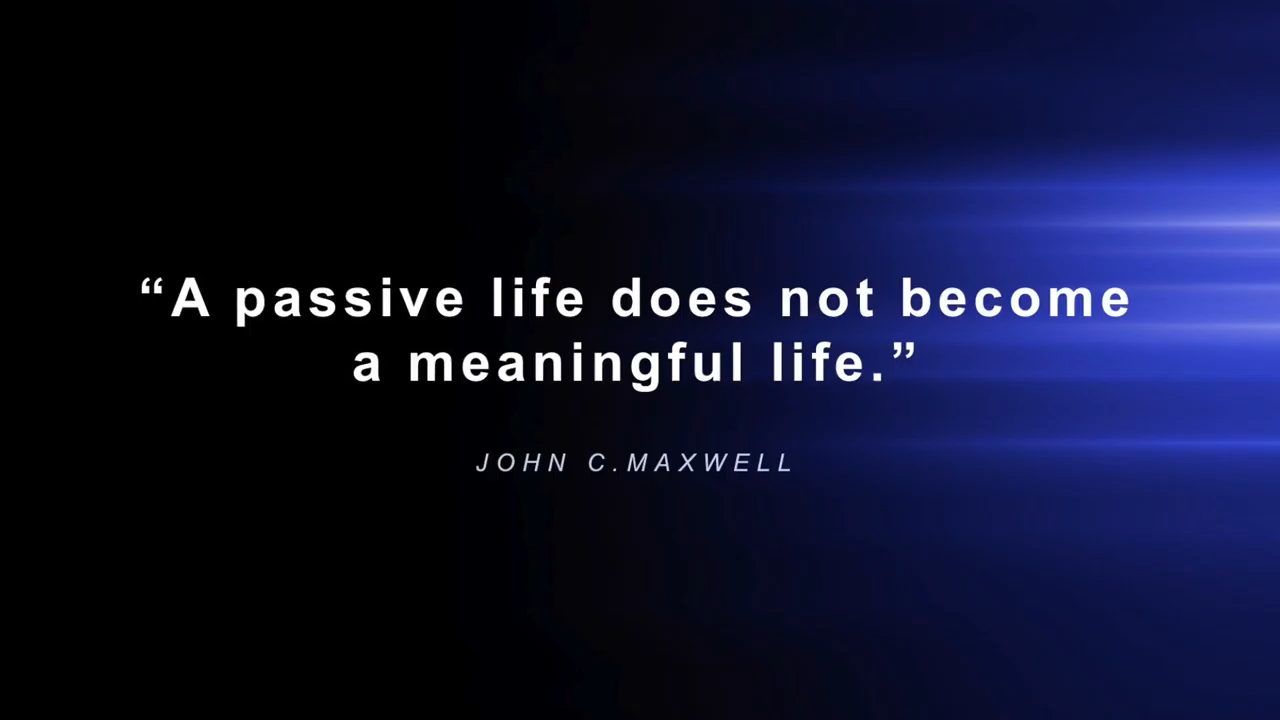 “A passive life does not become
a meaningful life.”
JOHN C.MAXWELL